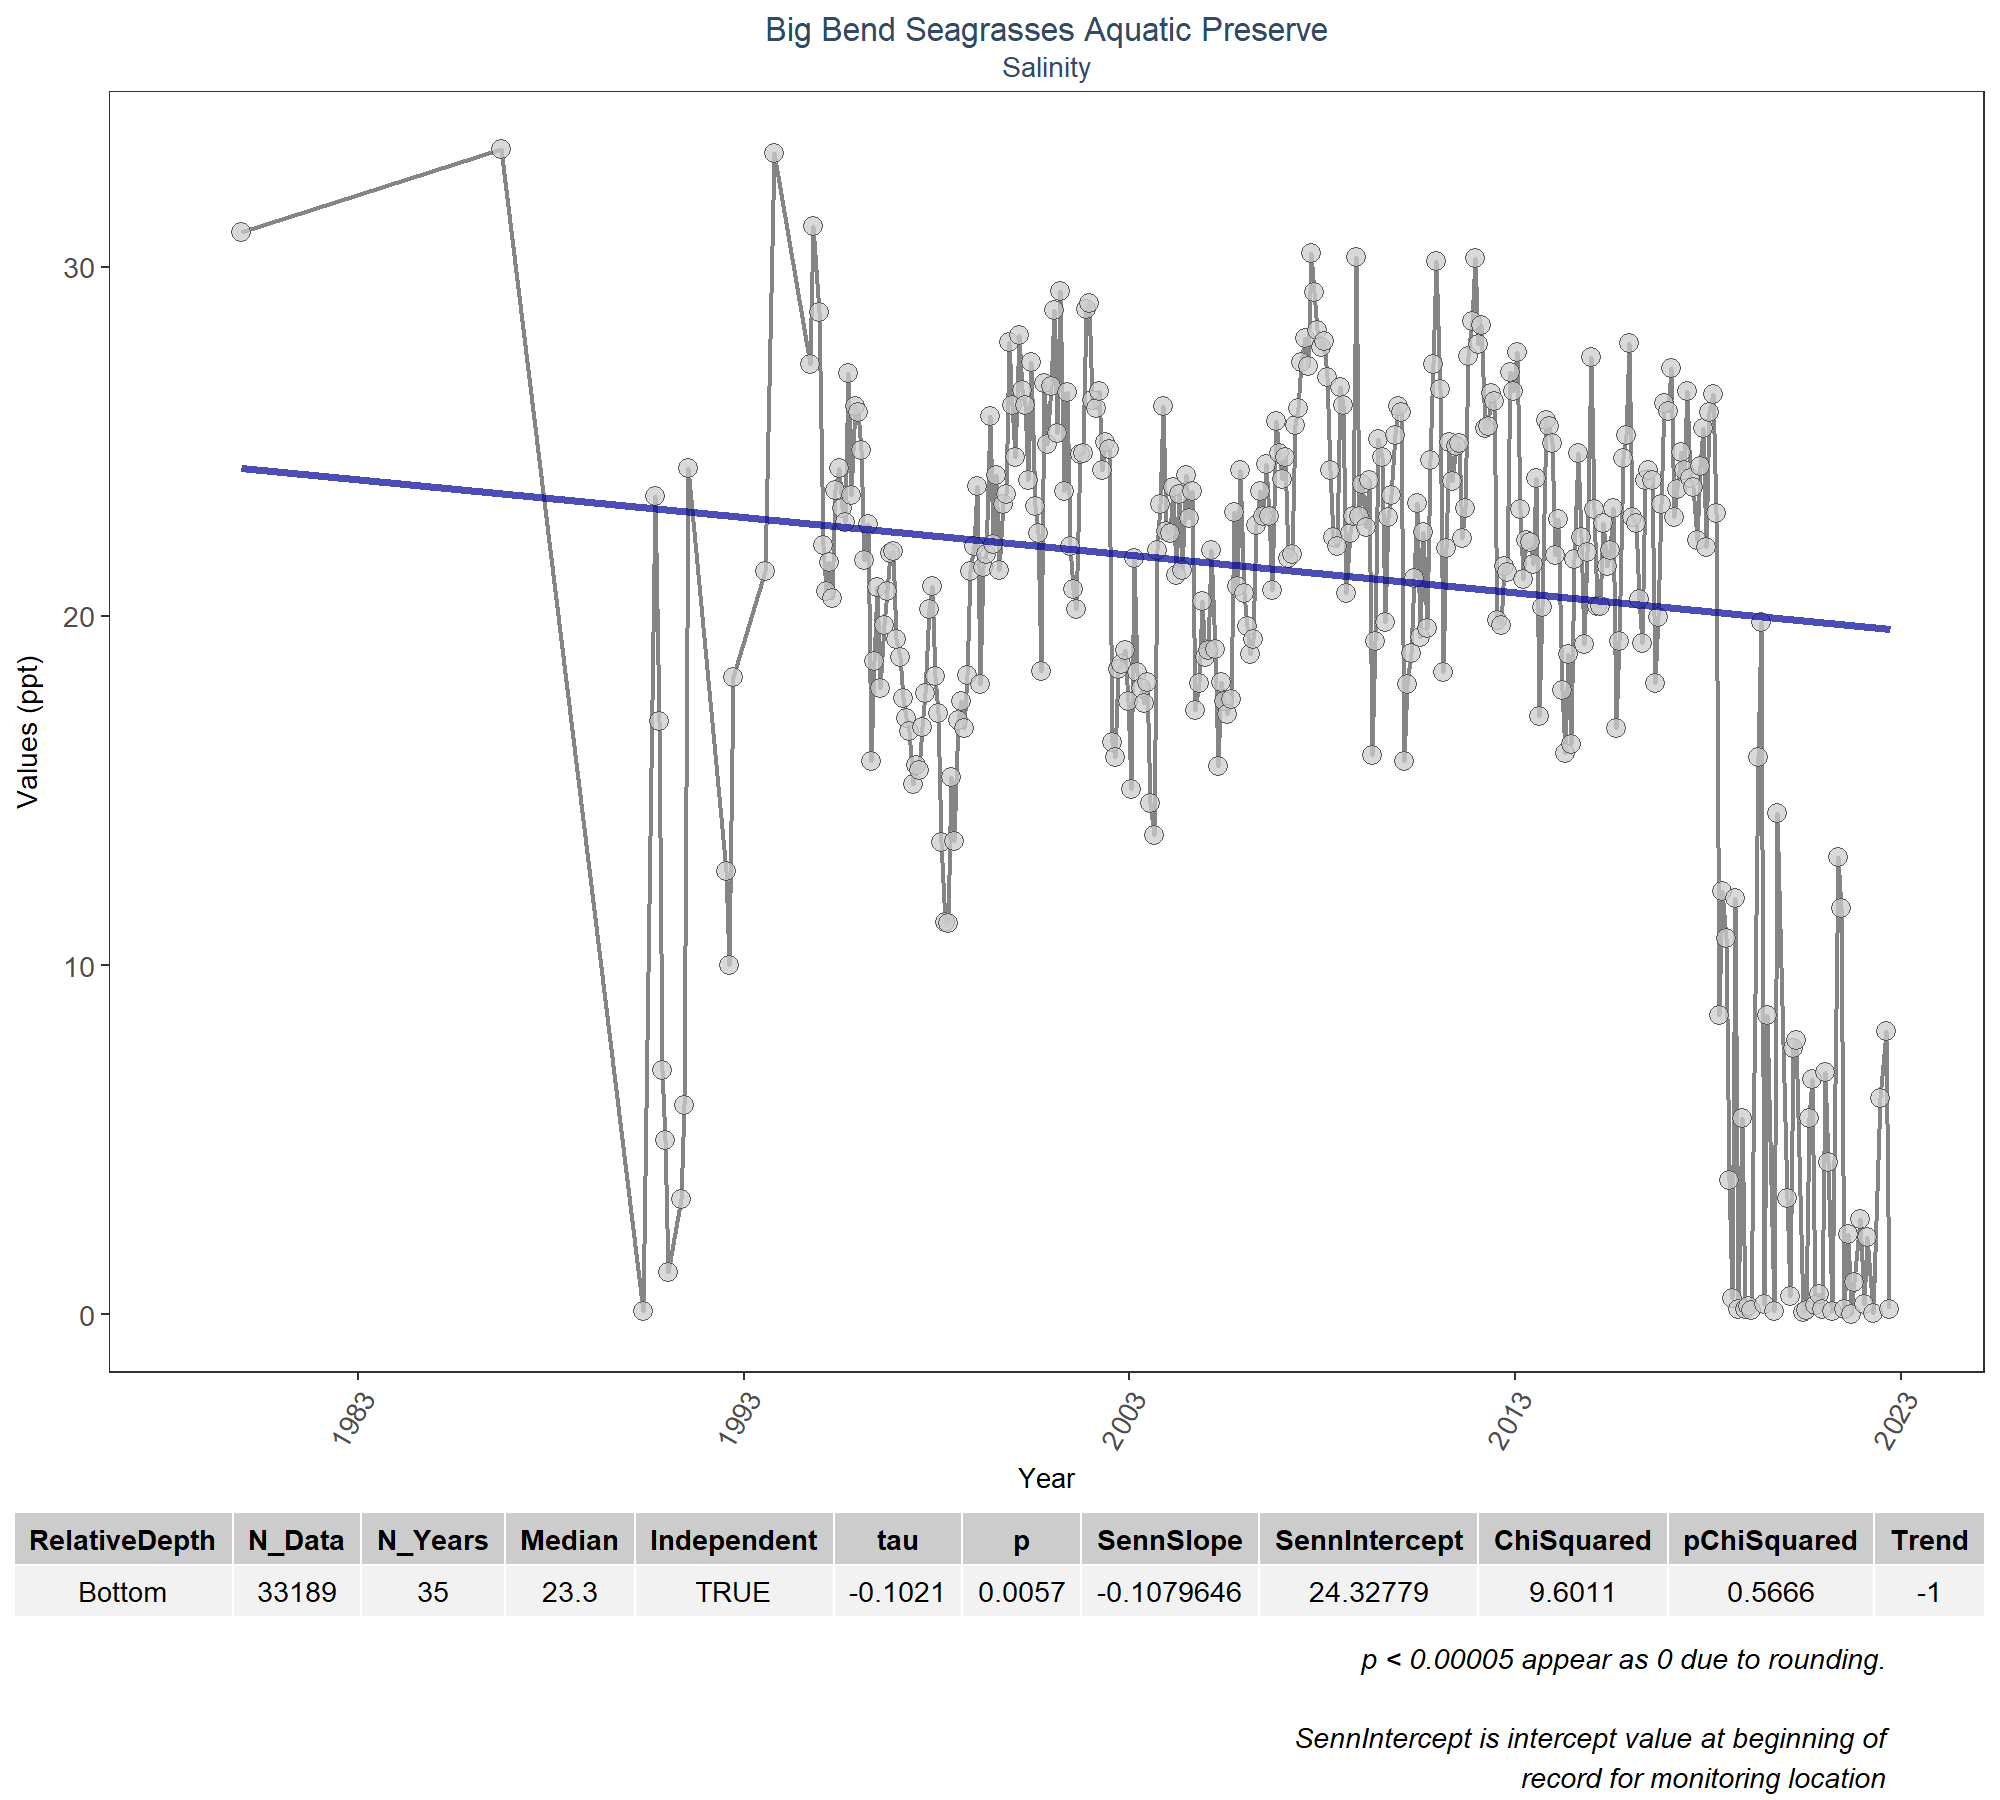 Big Bend Seagrasses Aquatic Preserve
Salinity
Values (ppt)
30
20
10
0
1983
1993
2003
2013
2023
Year
RelativeDepth N_Data N_Years Median Independent tau p SennSlope SennIntercept ChiSquared pChiSquared Trend
Bottom 33189 35 23.3 TRUE -0.1021 0.0057 -0.1079646 24.32779 9.6011 0.5666 -1
p < 0.00005 appear as 0 due to rounding.
SennIntercept is intercept value at beginning of
record for monitoring location